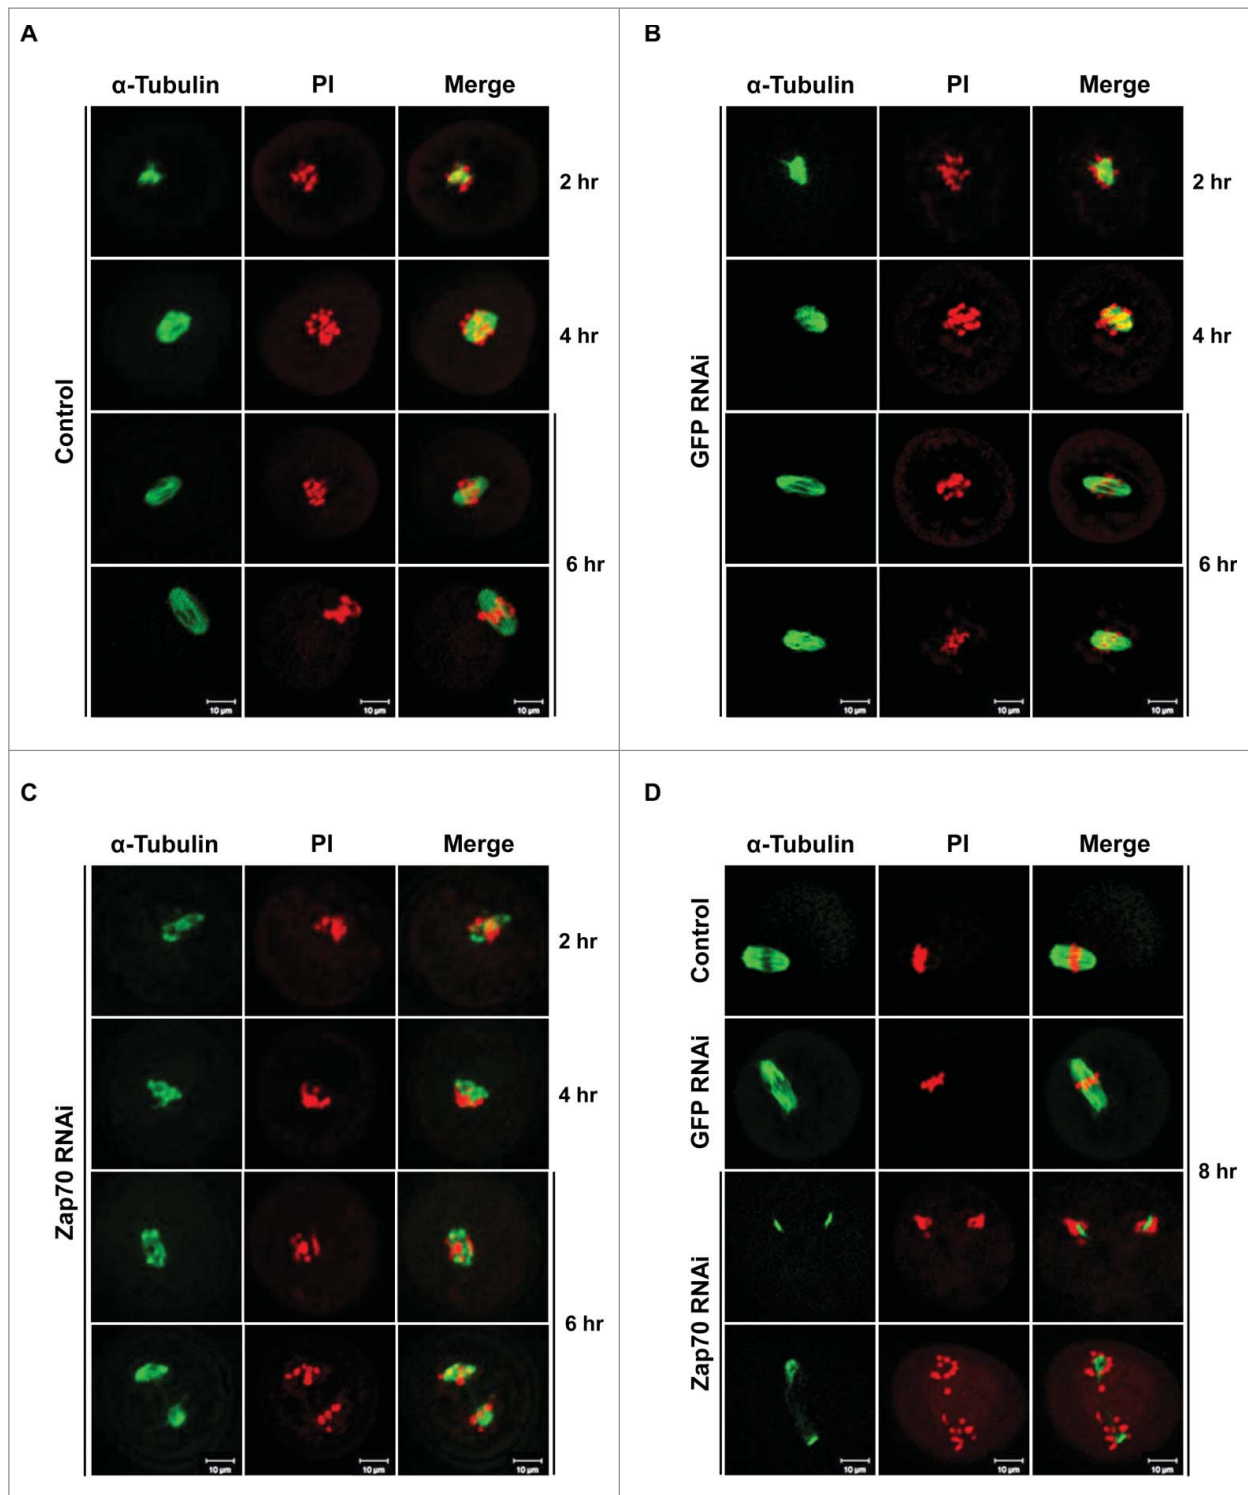 A
α-Tubulin PI Merge
Control
2 hr
4 hr
6 hr
10 µm 10 µm 10 µm
B
α-Tubulin PI Merge
GFP RNAi
2 hr
4 hr
6 hr
10 µm 10 µm 10 µm
C
α-Tubulin PI Merge
Zap70 RNAi
2 hr
4 hr
6 hr
10 µm 10 µm 10 µm
D
α-Tubulin PI Merge
Control
GFP RNAi
Zap70 RNAi
8 hr
10 µm 10 µm 10 µm